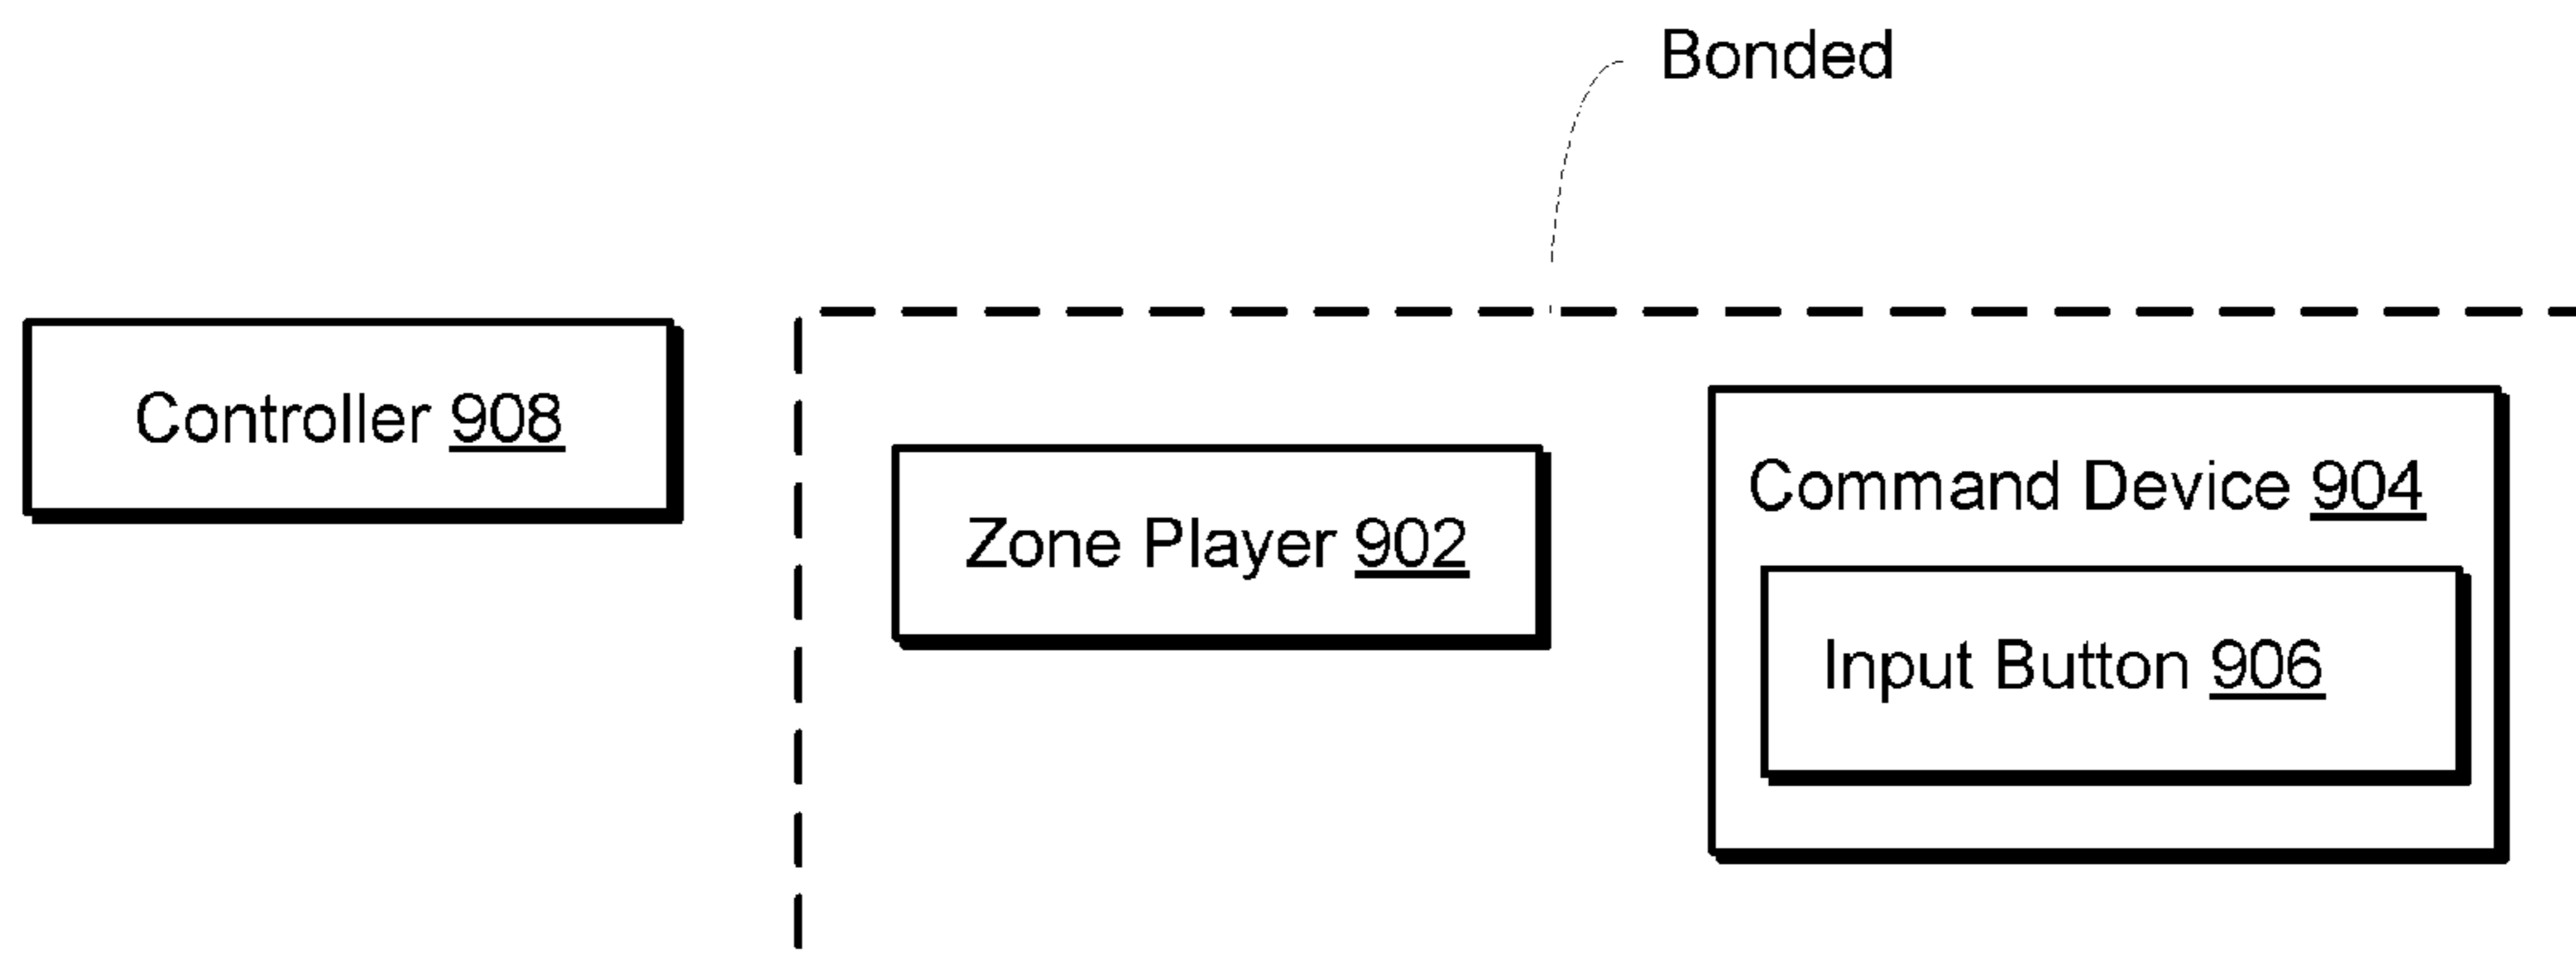 Bonded
Controller 908
Zone Player 902
Command Device 904
Input Button 906